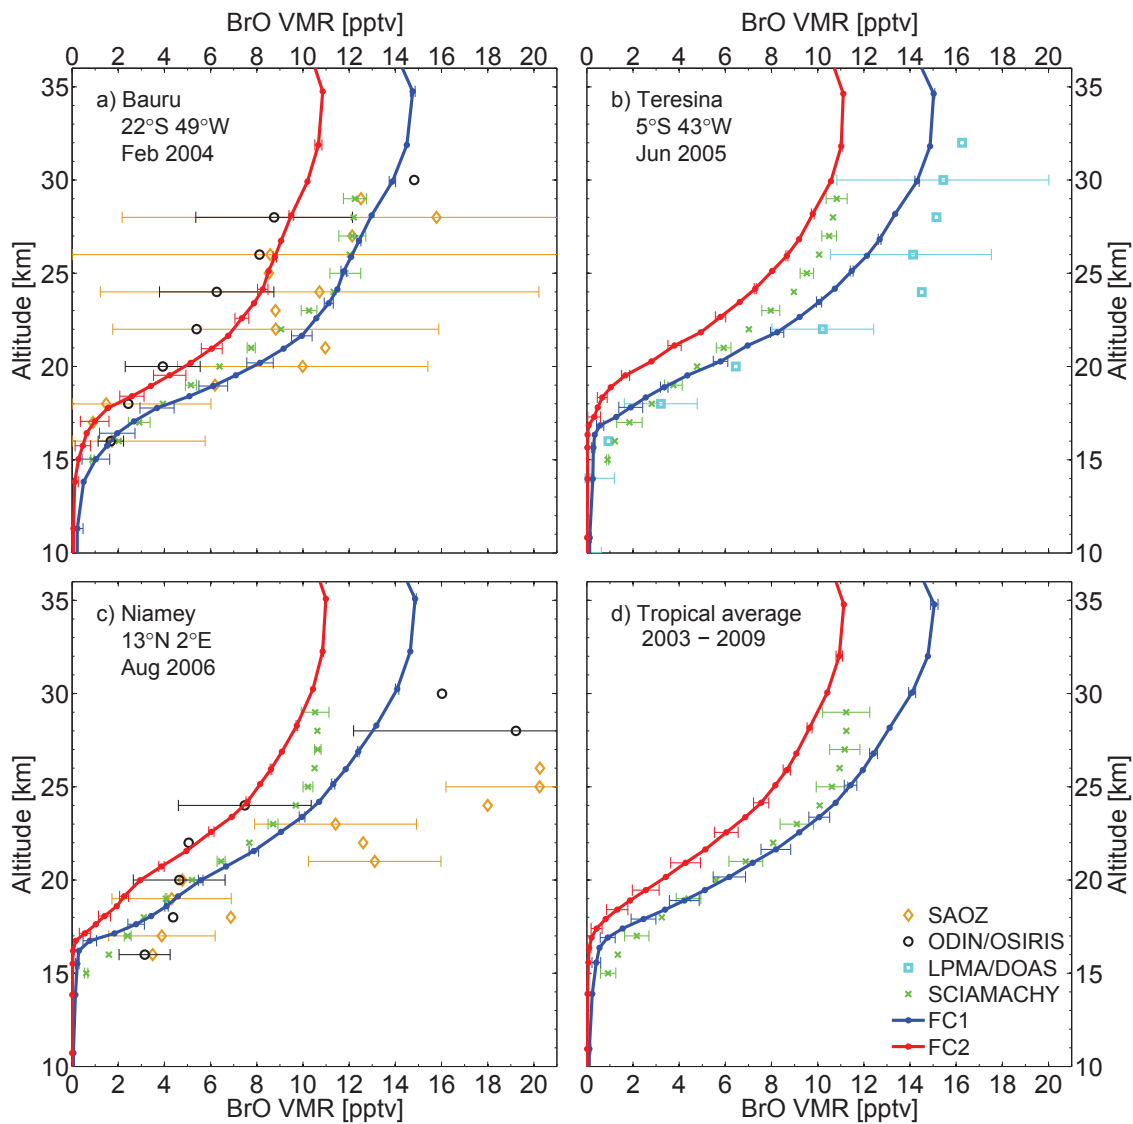 BrO VMR [pptv]
BrO VMR [pptv]
0 2 4 6 8 10 12 14 16 18 20
0 2 4 6 8 10 12 14 16 18 20
a) Bauru
22°S 49°W
Feb 2004
35
30
25
20
15
10
Altitude [km]
b) Teresina
5°S 43°W
Jun 2005
35
30
25
20
15
10
Altitude [km]
c) Niamey
13°N 2°E
Aug 2006
35
30
25
20
15
10
Altitude [km]
d) Tropical average
2003 − 2009
35
30
25
20
15
10
Altitude [km]
SAOZ
ODIN/OSIRIS
LPMA/DOAS
SCIAMACHY
FC1
FC2
0 2 4 6 8 10 12 14 16 18 20
0 2 4 6 8 10 12 14 16 18 20
BrO VMR [pptv]
BrO VMR [pptv]